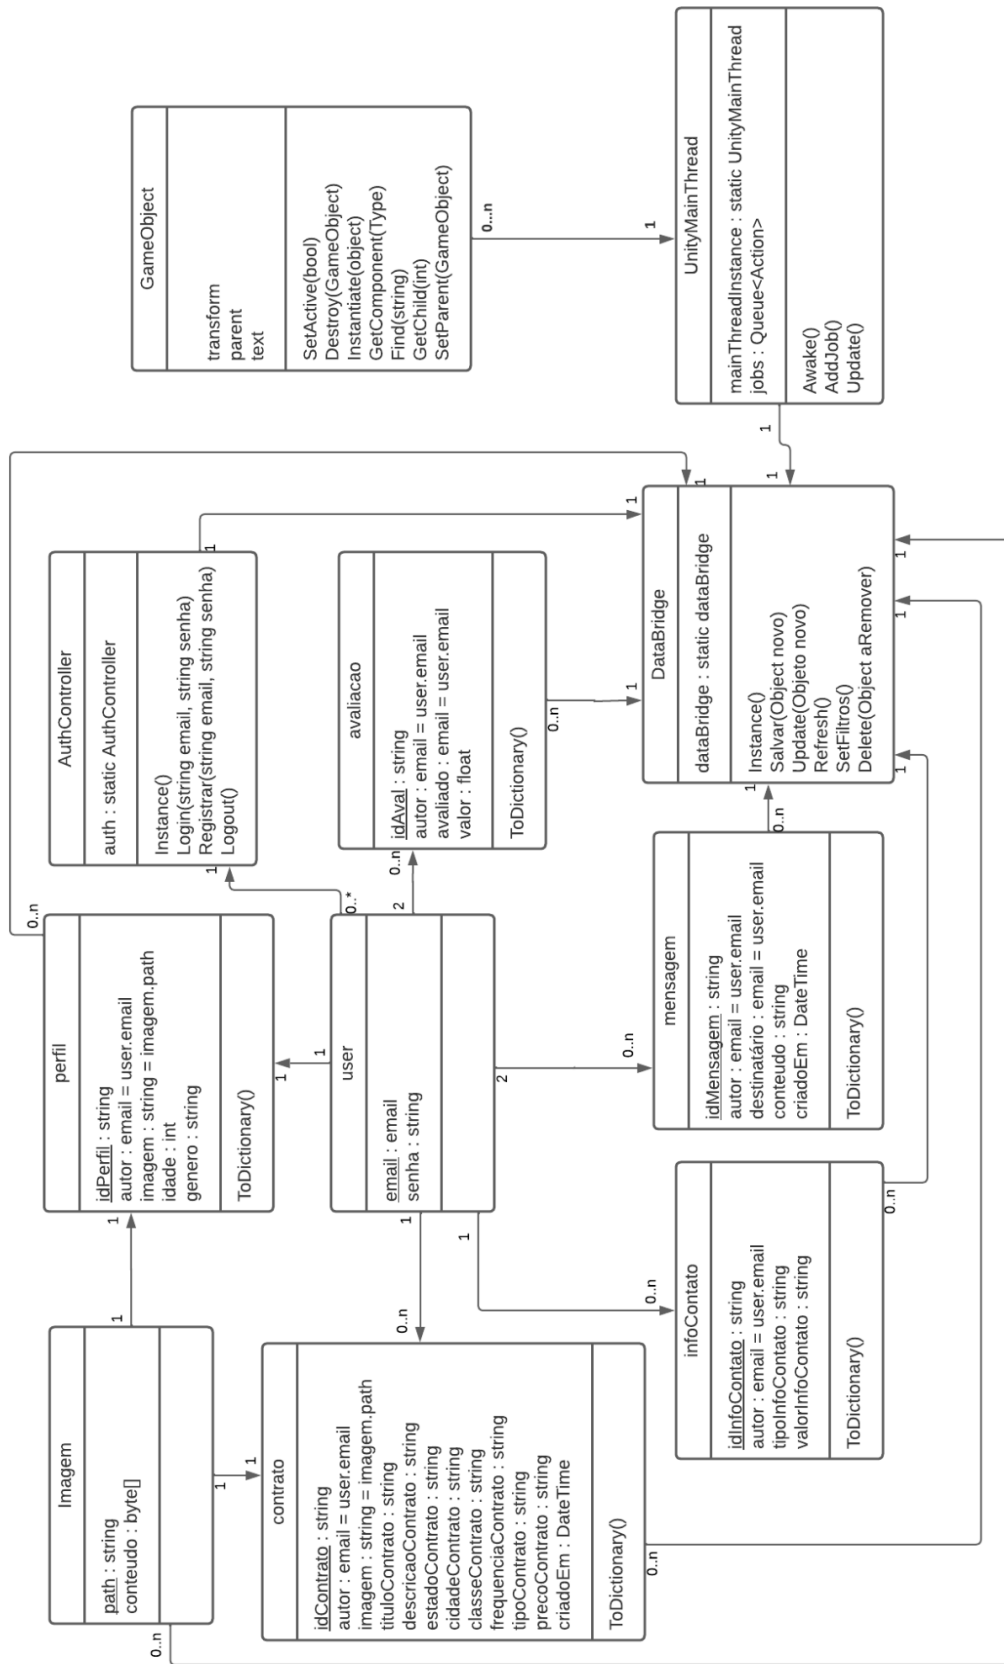 Imagem
path : string
conteudo : byte[]
0..n
1
1
1
1
perfil
idPerfil : string
autor : email = user.email
imagem : string = imagem.path
idade : int
genero : string
ToDictionary()
0..n
1
1
AuthController
auth : static AuthController
Instance()
Login(string email, string senha)
Registrar(string email, string senha)
Logout()
1
1
0..*
GameObject
transform
parent
text
SetActive(bool)
Destroy(GameObject)
Instantiate(object)
GetComponent(Type)
Find(string)
GetChild(int)
SetParent(GameObject)
0...n
1
contrato
idContrato : string
autor : email = user.email
imagem : string = imagem.path
tituloContrato : string
descricaoContrato : string
estadoContrato : string
cidadeContrato : string
classeContrato : string
frequenciaContrato : string
tipoContrato : string
precoContrato : string
criadoEm : DateTime
ToDictionary()
0..n
0..n
user
email : email
senha : string
1
1
2
2
avaliacao
idAval : string
autor : email = user.email
avaliado : email = user.email
valor : float
ToDictionary()
0..n
0..n
infoContato
idInfoContato : string
autor : email = user.email
tipoInfoContato : string
valorInfoContato : string
ToDictionary()
0..n
0..n
mensagem
idMensagem : string
autor : email = user.email
destinatário : email = user.email
conteudo : string
criadoEm : DateTime
ToDictionary()
0..n
0..n
DataBridge
dataBridge : static dataBridge
Instance()
Salvar(Object novo)
Update(Objeto novo)
Refresh()
SetFiltros()
Delete(Object aRemover)
1
1
1
1
1
1
1
1
UnityMainThread
mainThreadInstance : static UnityMainThread
jobs : Queue<Action>
Awake()
AddJob()
Update()
1